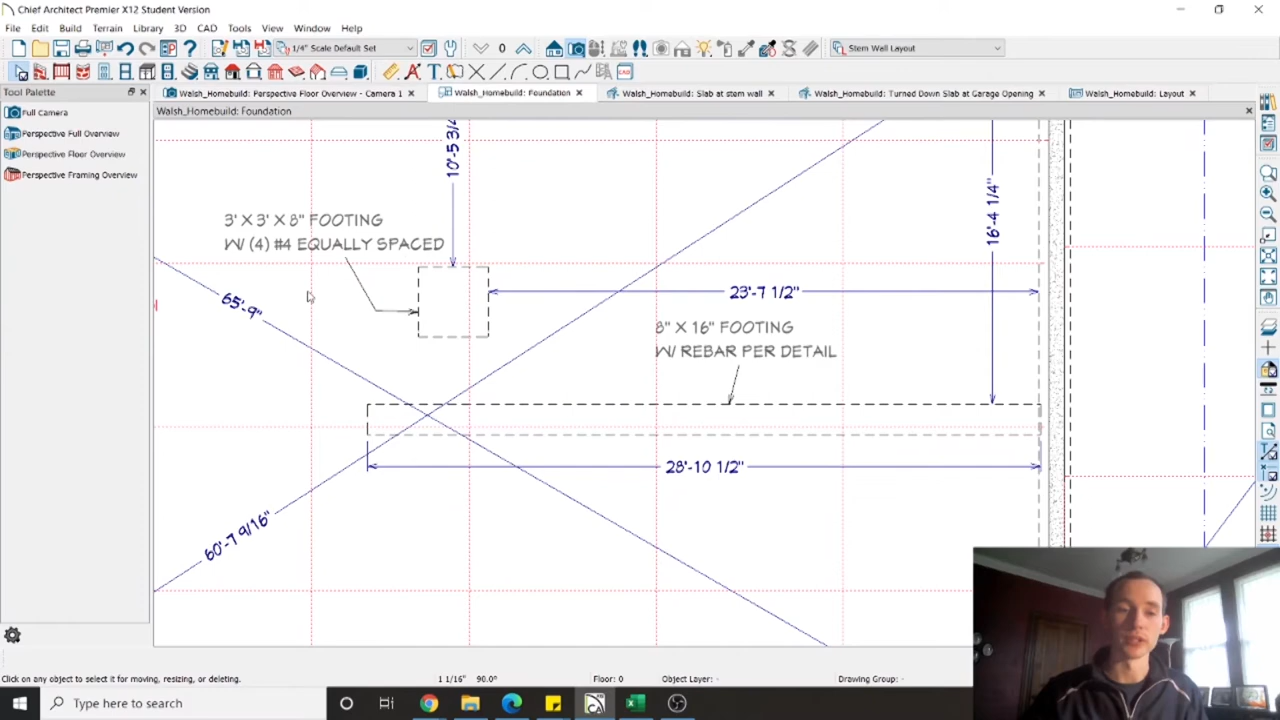 Chief Architect Premier X12 Student Version
File Edit Build Terrain Library 3D CAD Tools View Window Help
1/4" Scale Default Set 0 Stem Wall Layout
Tool Palette
Walsh_Homebuild: Perspective Floor Overview - Camera 1
Walsh_Homebuild: Foundation
Walsh_Homebuild: Slab at stem wall
Walsh_Homebuild: Turned Down Slab at Garage Opening
Walsh_Homebuild: Layout
Full Camera
Perspective Full Overview
Perspective Floor Overview
Perspective Framing Overview
Walsh_Homebuild: Foundation
10'-5 3/4
16'-4 1/4"
3' X 3' X 8" FOOTING
W/ (4) #4 EQUALLY SPACED
65'-9"
23'-7 1/2"
8" X 16" FOOTING
W/ REBAR PER DETAIL
28'-10 1/2"
60'-7 9/16"
Click on any object to select it for moving, resizing, or deleting.
1 1/16" 90.0° Floor: 0 Object Layer: - Drawing Group: -
Type here to search